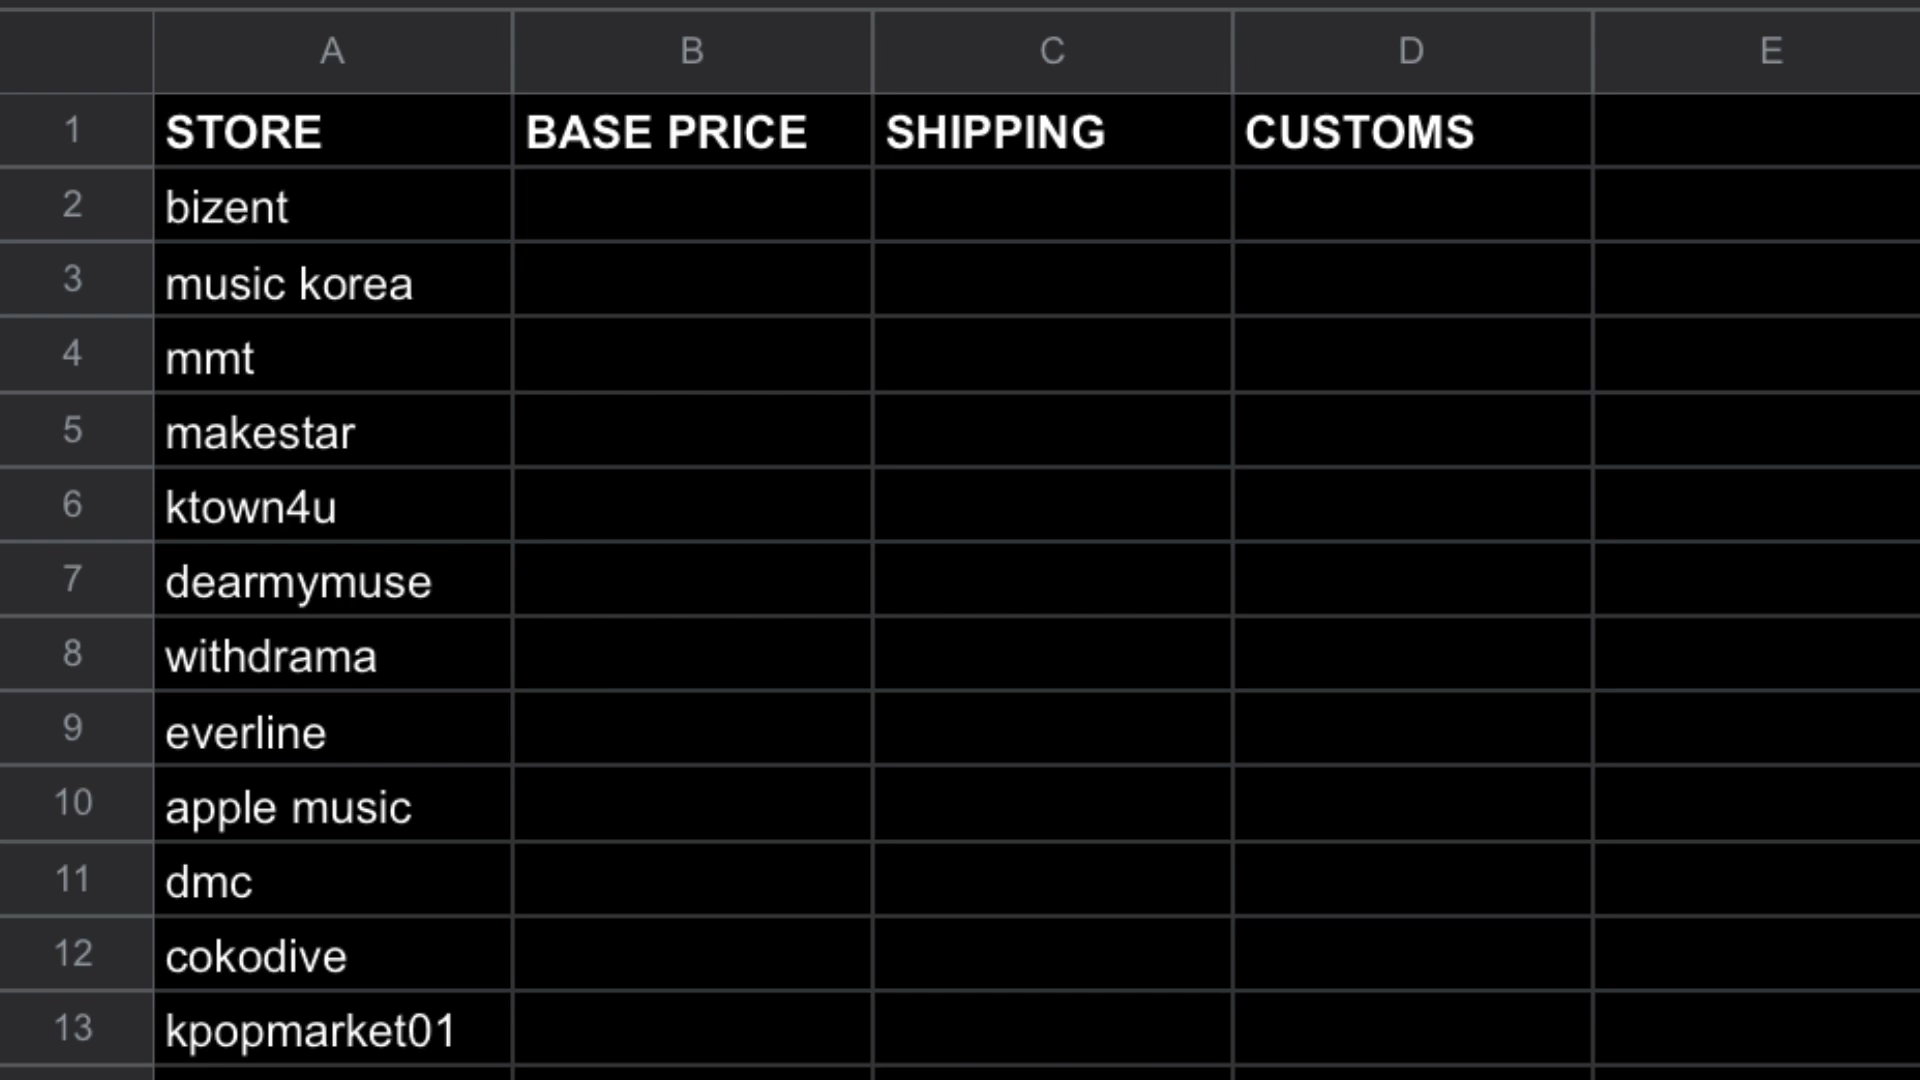 A B C D E
1 STORE BASE PRICE SHIPPING CUSTOMS
2 bizent
3 music korea
4 mmt
5 makestar
6 ktown4u
7 dearmymuse
8 withdrama
9 everline
10 apple music
11 dmc
12 cokodive
13 kpopmarket01